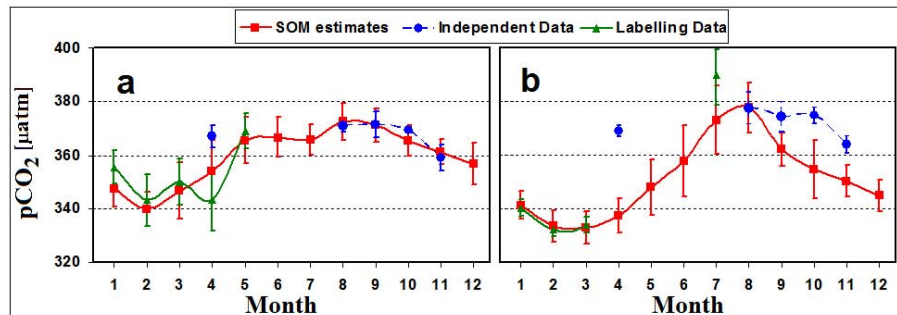 SOM estimates Independent Data Labelling Data
400
380
360
340
320
pCO₂ [µatm]
a
b
1 2 3 4 5 6 7 8 9 10 11 12
1 2 3 4 5 6 7 8 9 10 11 12
Month
Month